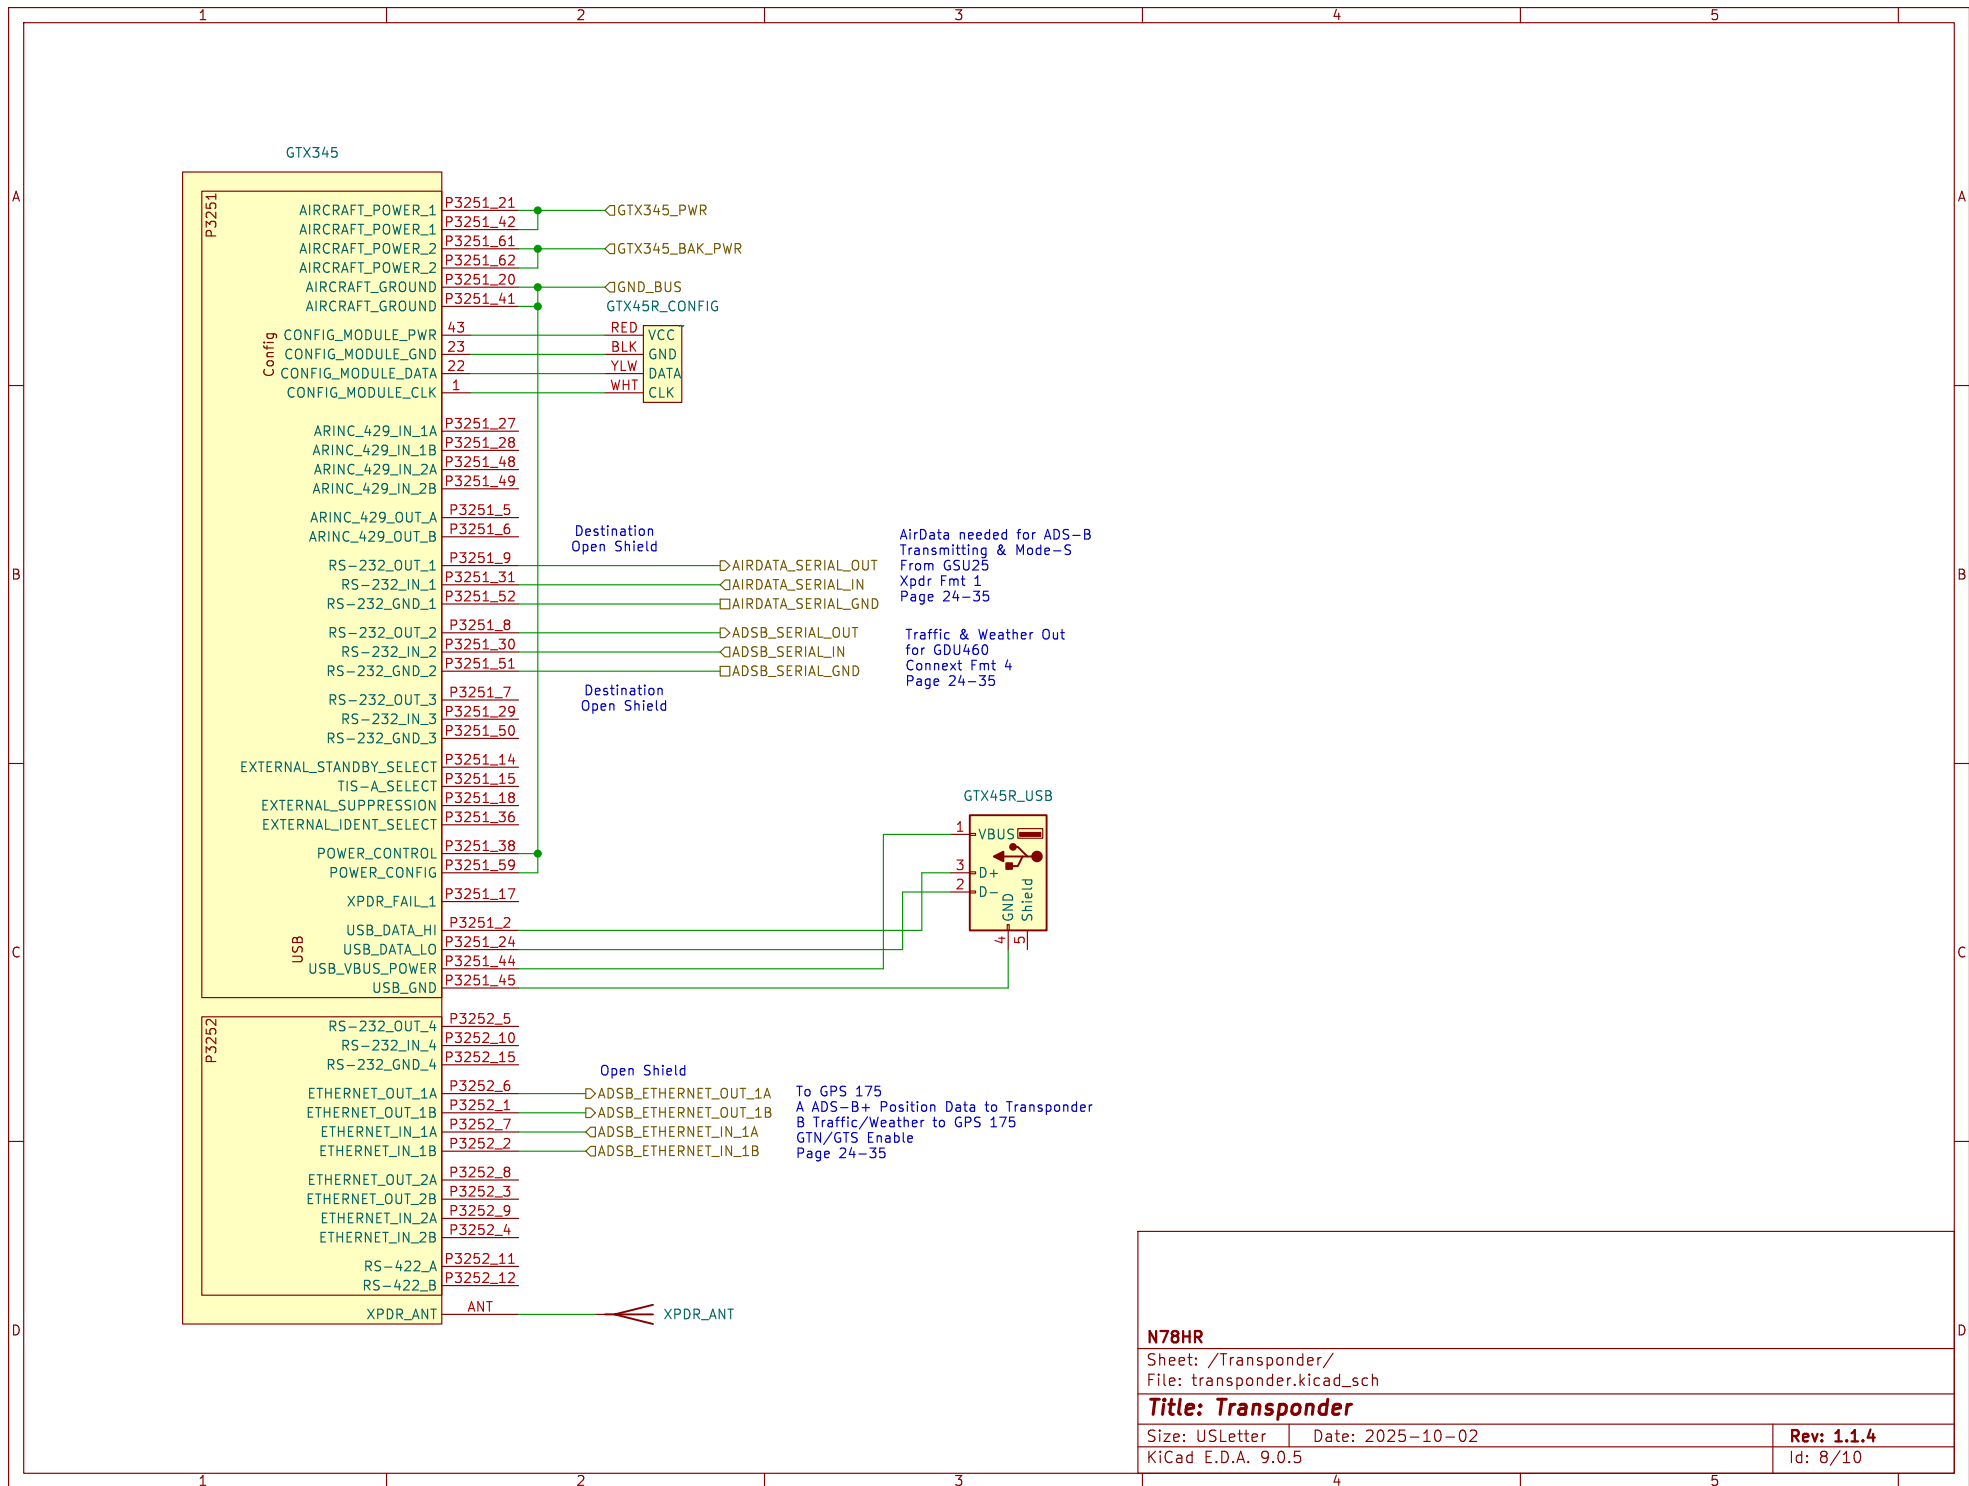 1 2 3 4 5
A A
B B
C C
D D
1 2 3 4 5
GTX345
P3251
AIRCRAFT_POWER_1 P3251_21 GTX345_PWR
AIRCRAFT_POWER_1 P3251_42
AIRCRAFT_POWER_2 P3251_61 GTX345_BAK_PWR
AIRCRAFT_POWER_2 P3251_62
AIRCRAFT_GROUND P3251_20 GND_BUS
AIRCRAFT_GROUND P3251_41
GTX45R_CONFIG
Config
CONFIG_MODULE_PWR 43 RED VCC
CONFIG_MODULE_GND 23 BLK GND
CONFIG_MODULE_DATA 22 YLW DATA
CONFIG_MODULE_CLK 1 WHT CLK
ARINC_429_IN_1A P3251_27
ARINC_429_IN_1B P3251_28
ARINC_429_IN_2A P3251_48
ARINC_429_IN_2B P3251_49
ARINC_429_OUT_A P3251_5
ARINC_429_OUT_B P3251_6
Destination
Open Shield
RS-232_OUT_1 P3251_9 AIRDATA_SERIAL_OUT
RS-232_IN_1 P3251_31 AIRDATA_SERIAL_IN
RS-232_GND_1 P3251_52 AIRDATA_SERIAL_GND
AirData needed for ADS-B
Transmitting & Mode-S
From GSU25
Xpdr Fmt 1
Page 24-35
RS-232_OUT_2 P3251_8 ADSB_SERIAL_OUT
RS-232_IN_2 P3251_30 ADSB_SERIAL_IN
RS-232_GND_2 P3251_51 ADSB_SERIAL_GND
Traffic & Weather Out
for GDU460
Connext Fmt 4
Page 24-35
Destination
Open Shield
RS-232_OUT_3 P3251_7
RS-232_IN_3 P3251_29
RS-232_GND_3 P3251_50
EXTERNAL_STANDBY_SELECT P3251_14
TIS-A_SELECT P3251_15
EXTERNAL_SUPPRESSION P3251_18
EXTERNAL_IDENT_SELECT P3251_36
POWER_CONTROL P3251_38
POWER_CONFIG P3251_59
XPDR_FAIL_1 P3251_17
USB
USB_DATA_HI P3251_2
USB_DATA_LO P3251_24
USB_VBUS_POWER P3251_44
USB_GND P3251_45
GTX45R_USB
1 VBUS
3 D+
2 D-
GND
Shield
4 5
P3252
RS-232_OUT_4 P3252_5
RS-232_IN_4 P3252_10
RS-232_GND_4 P3252_15
Open Shield
ETHERNET_OUT_1A P3252_6 ADSB_ETHERNET_OUT_1A
ETHERNET_OUT_1B P3252_1 ADSB_ETHERNET_OUT_1B
ETHERNET_IN_1A P3252_7 ADSB_ETHERNET_IN_1A
ETHERNET_IN_1B P3252_2 ADSB_ETHERNET_IN_1B
To GPS 175
A ADS-B+ Position Data to Transponder
B Traffic/Weather to GPS 175
GTN/GTS Enable
Page 24-35
ETHERNET_OUT_2A P3252_8
ETHERNET_OUT_2B P3252_3
ETHERNET_IN_2A P3252_9
ETHERNET_IN_2B P3252_4
RS-422_A P3252_11
RS-422_B P3252_12
XPDR_ANT ANT XPDR_ANT
N78HR
Sheet: /Transponder/
File: transponder.kicad_sch
Title: Transponder
Size: USLetter Date: 2025-10-02 Rev: 1.1.4
KiCad E.D.A. 9.0.5 Id: 8/10